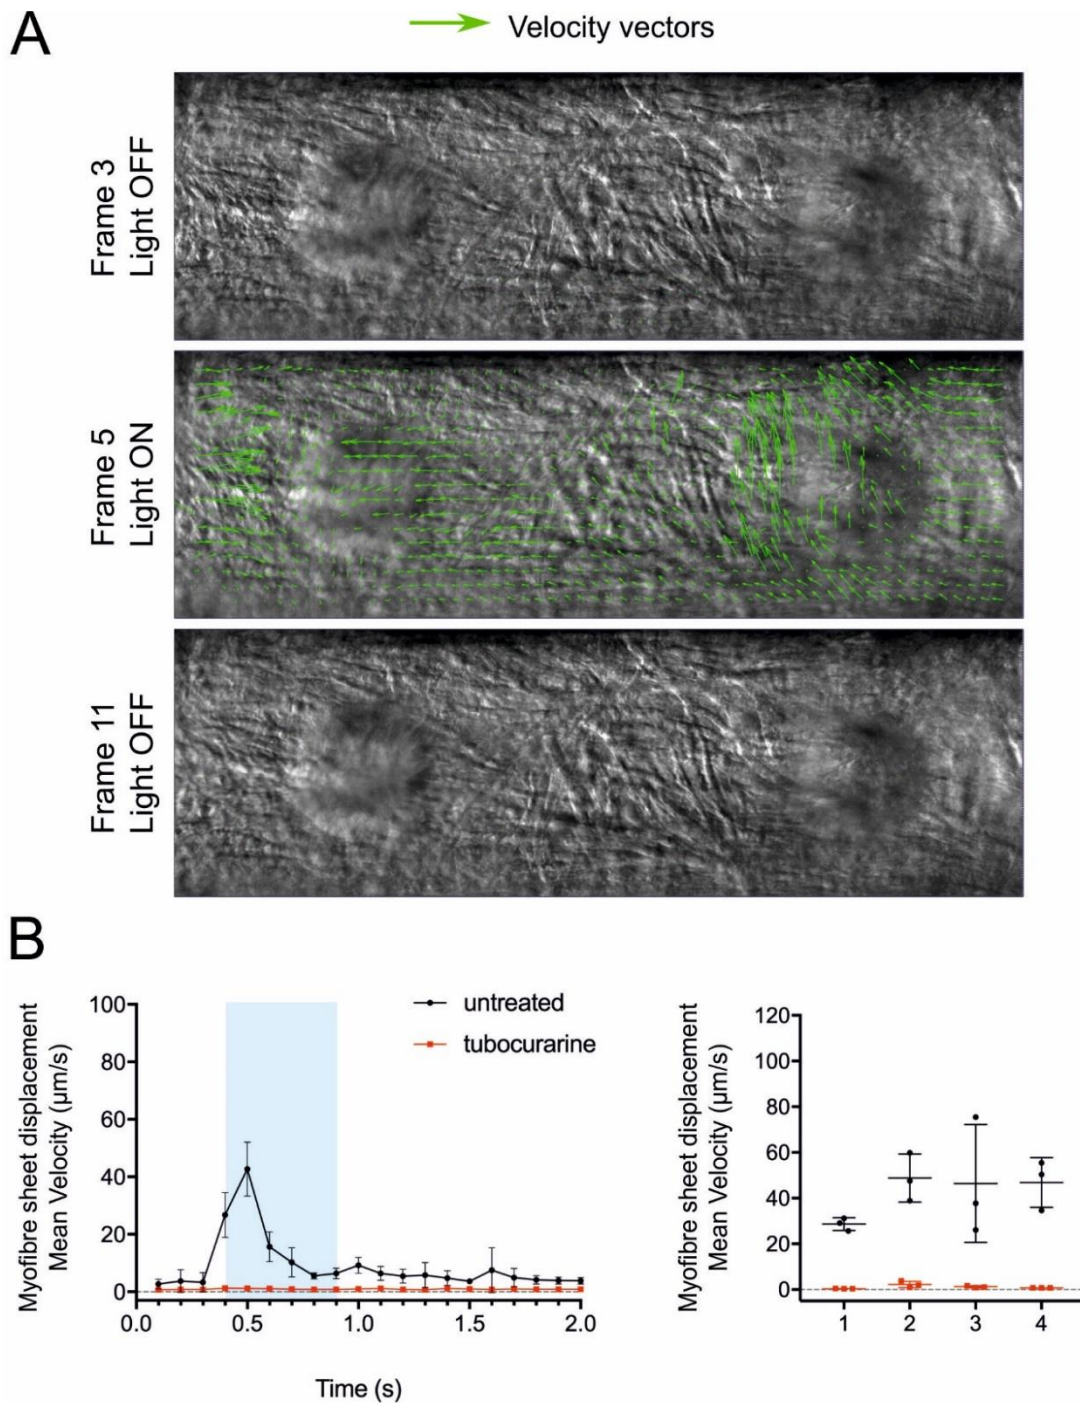 A
Velocity vectors
Frame 3
Light OFF
Frame 5
Light ON
Frame 11
Light OFF
B
Myofibre sheet displacement
Mean Velocity (µm/s)
100
80
60
40
20
0
0.0
0.5
1.0
1.5
2.0
Time (s)
untreated
tubocurarine
Myofibre sheet displacement
Mean Velocity (µm/s)
120
100
80
60
40
20
0
1
2
3
4